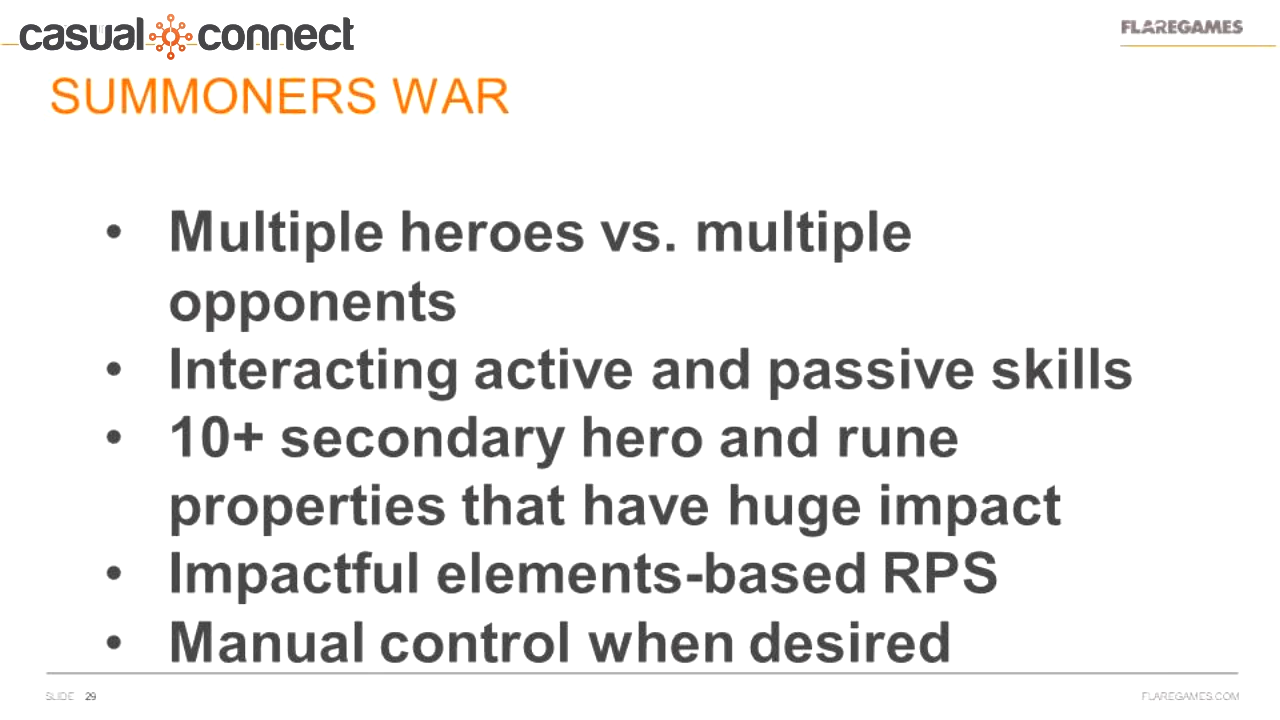 casual connect
FLAREGAMES
SUMMONERS WAR
• Multiple heroes vs. multiple
opponents
• Interacting active and passive skills
• 10+ secondary hero and rune
properties that have huge impact
• Impactful elements-based RPS
• Manual control when desired
SLIDE 29
FLAREGAMES.COM